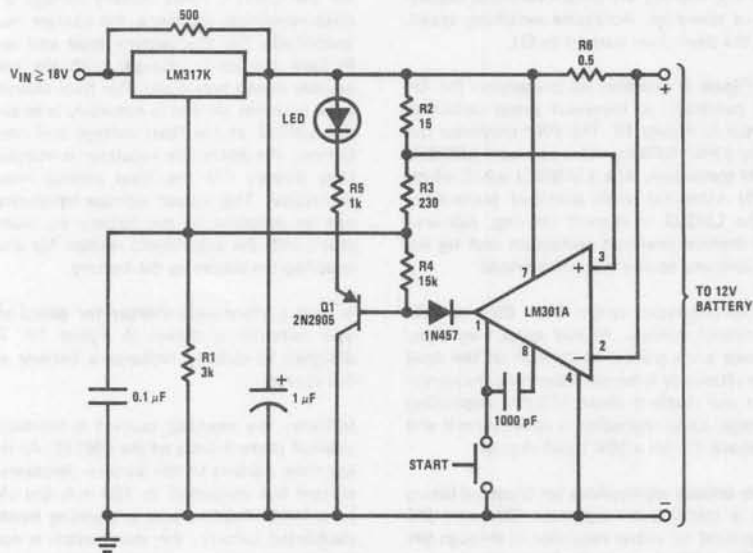 500
VIN ≥ 18V
LM317K
R6
0.5
+
LED
R2
15
R5
1k
R3
230
7
+
3
R4
15k
LM301A
TO 12V
BATTERY
Q1
2N2905
1N457
1
8
−
2
4
R1
3k
0.1 μF
+
1 μF
1000 pF
START
−